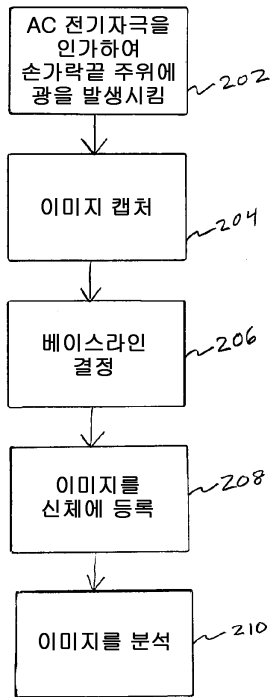 AC 전기자극을
인가하여
손가락끝 주위에
광을 발생시킴
202
이미지 캡처
204
베이스라인
결정
206
이미지를
신체에 등록
208
이미지를 분석
210